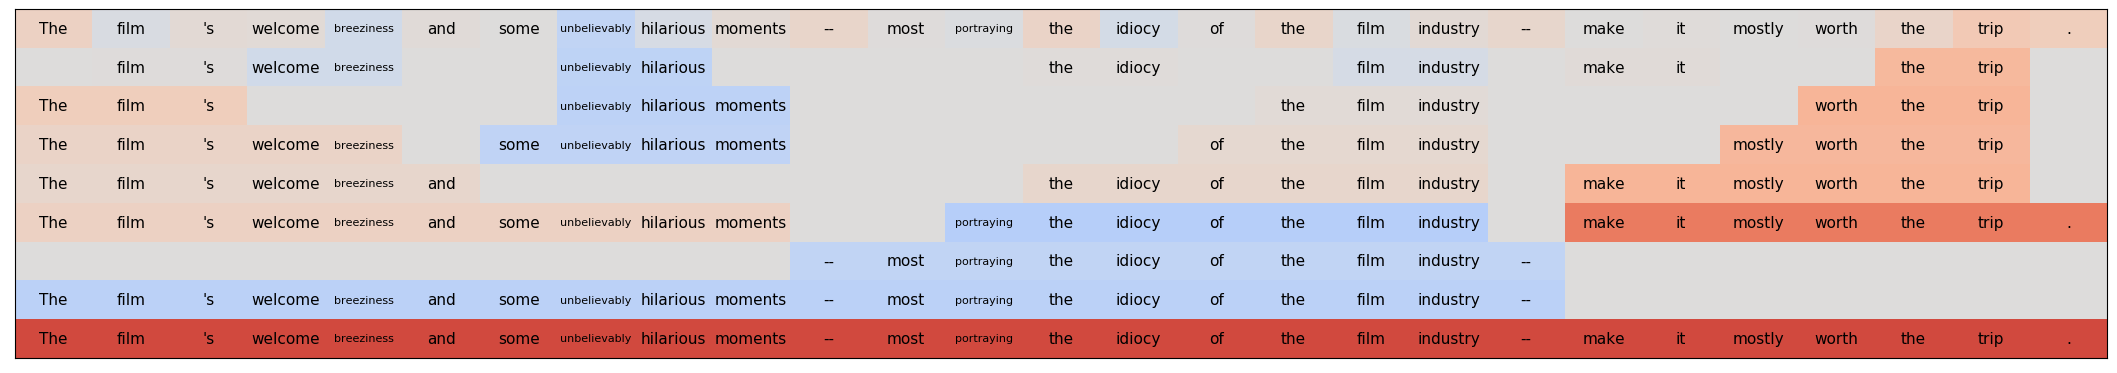 The film 's welcome breeziness and some unbelievably hilarious moments -- most portraying the idiocy of the film industry -- make it mostly worth the trip .
film 's welcome breeziness unbelievably hilarious the idiocy film industry make it the trip
The film 's unbelievably hilarious moments the film industry worth the trip
The film 's welcome breeziness some unbelievably hilarious moments of the film industry mostly worth the trip
The film 's welcome breeziness and the idiocy of the film industry make it mostly worth the trip
The film 's welcome breeziness and some unbelievably hilarious moments portraying the idiocy of the film industry make it mostly worth the trip .
-- most portraying the idiocy of the film industry --
The film 's welcome breeziness and some unbelievably hilarious moments -- most portraying the idiocy of the film industry --
The film 's welcome breeziness and some unbelievably hilarious moments -- most portraying the idiocy of the film industry -- make it mostly worth the trip .